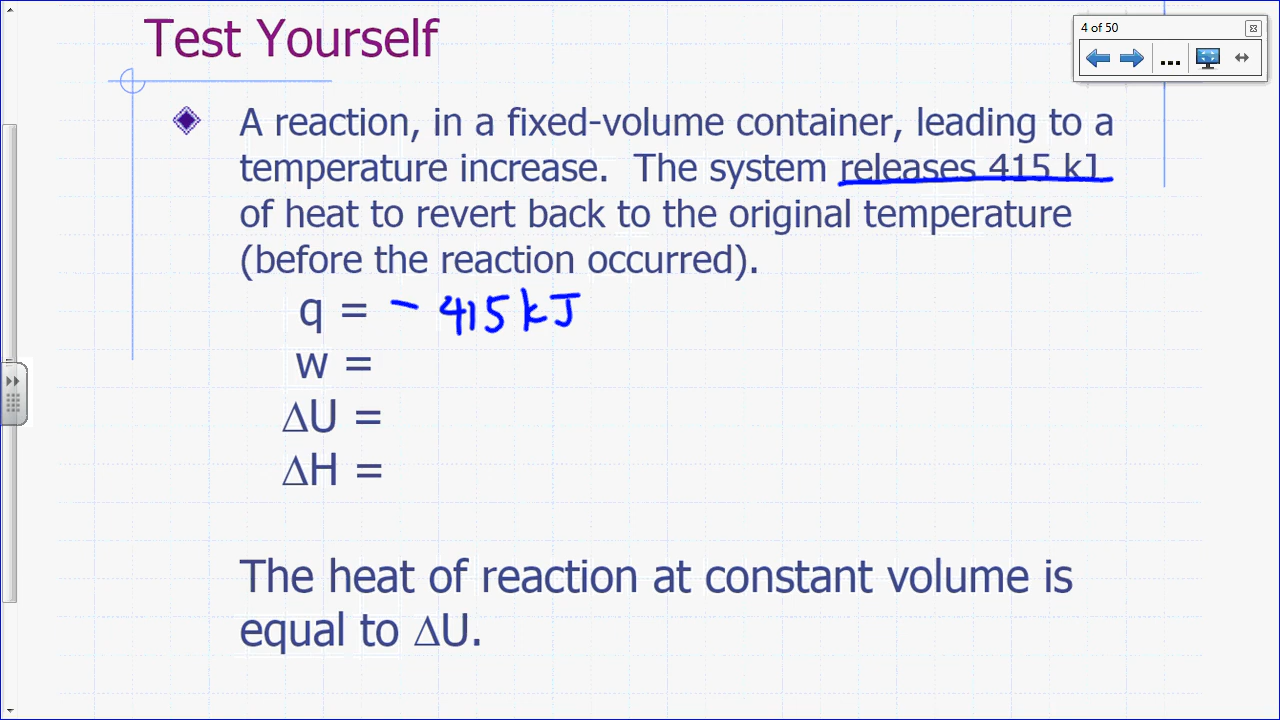 Test Yourself
4 of 50
...
A reaction, in a fixed-volume container, leading to a
temperature increase. The system releases 415 kJ
of heat to revert back to the original temperature
(before the reaction occurred).
q = - 415 kJ
w =
ΔU =
ΔH =
The heat of reaction at constant volume is
equal to ΔU.